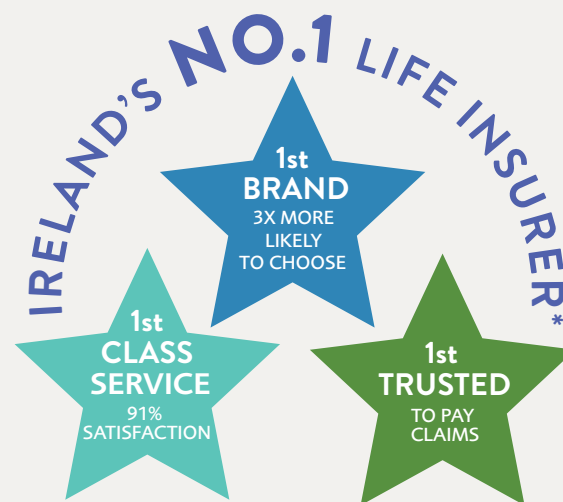 IRELAND'S NO.1 LIFE INSURER*
1st
BRAND
3X MORE
LIKELY
TO CHOOSE
1st
CLASS
SERVICE
91%
SATISFACTION
1st
TRUSTED
TO PAY
CLAIMS